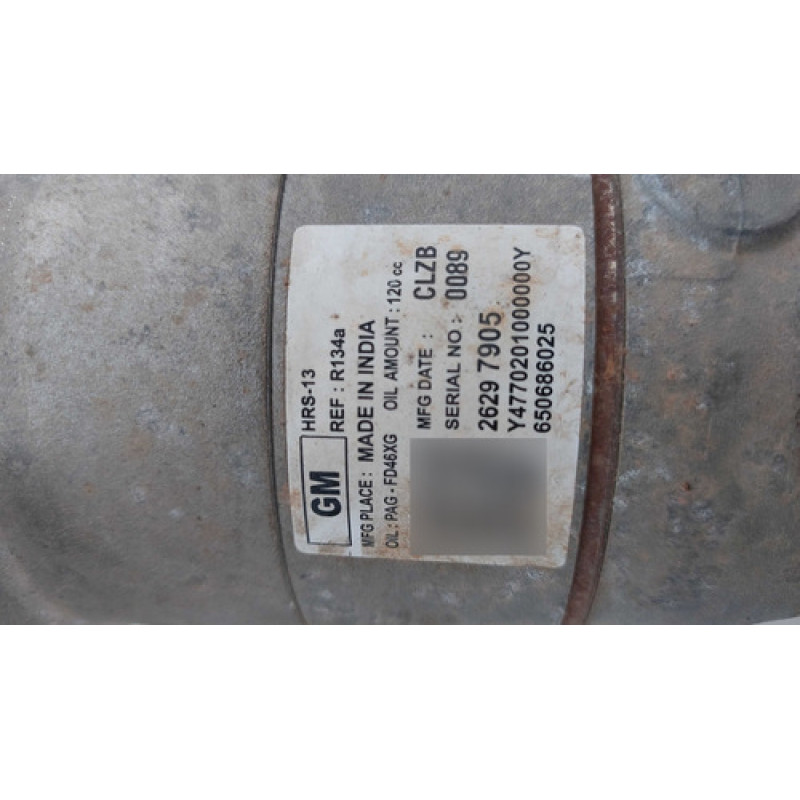 GM
HRS-13
REF : R134a
MFG PLACE : MADE IN INDIA
OIL : PAG - FD46XG OIL AMOUNT : 120 cc
MFG DATE : CLZB
SERIAL NO. : 0089
2629 7905
Y4770201000000Y
650686025